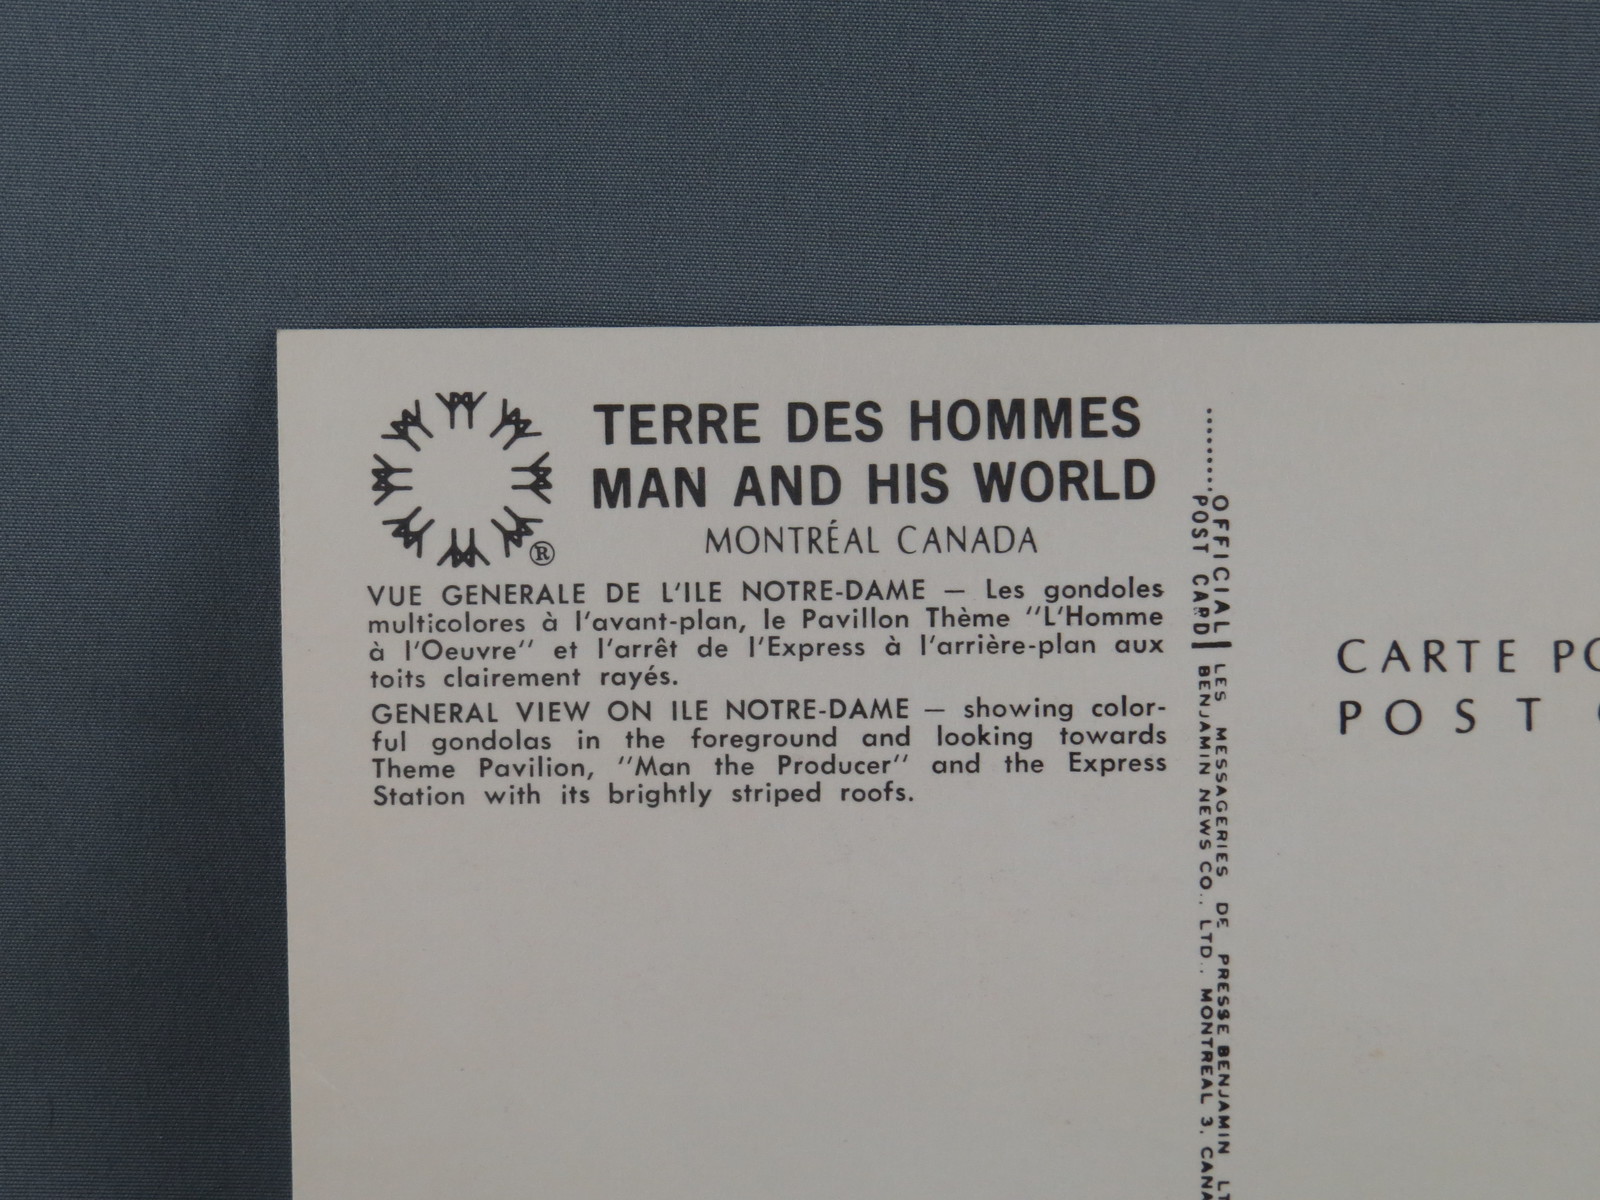 TERRE DES HOMMES
MAN AND HIS WORLD
MONTRÉAL CANADA
®
VUE GENERALE DE L'ILE NOTRE-DAME — Les gondoles
multicolores à l'avant-plan, le Pavillon Thème "L'Homme
à l'Oeuvre" et l'arrêt de l'Express à l'arrière-plan aux
toits clairement rayés.
GENERAL VIEW ON ILE NOTRE-DAME — showing color-
ful gondolas in the foreground and looking towards
Theme Pavilion, "Man the Producer" and the Express
Station with its brightly striped roofs.
OFFICIAL
POST CARD
LES MESSAGERIES DE PRESSE BENJAMIN LT
BENJAMIN NEWS CO., LTD., MONTREAL 3, CANA
CARTE PO
POST